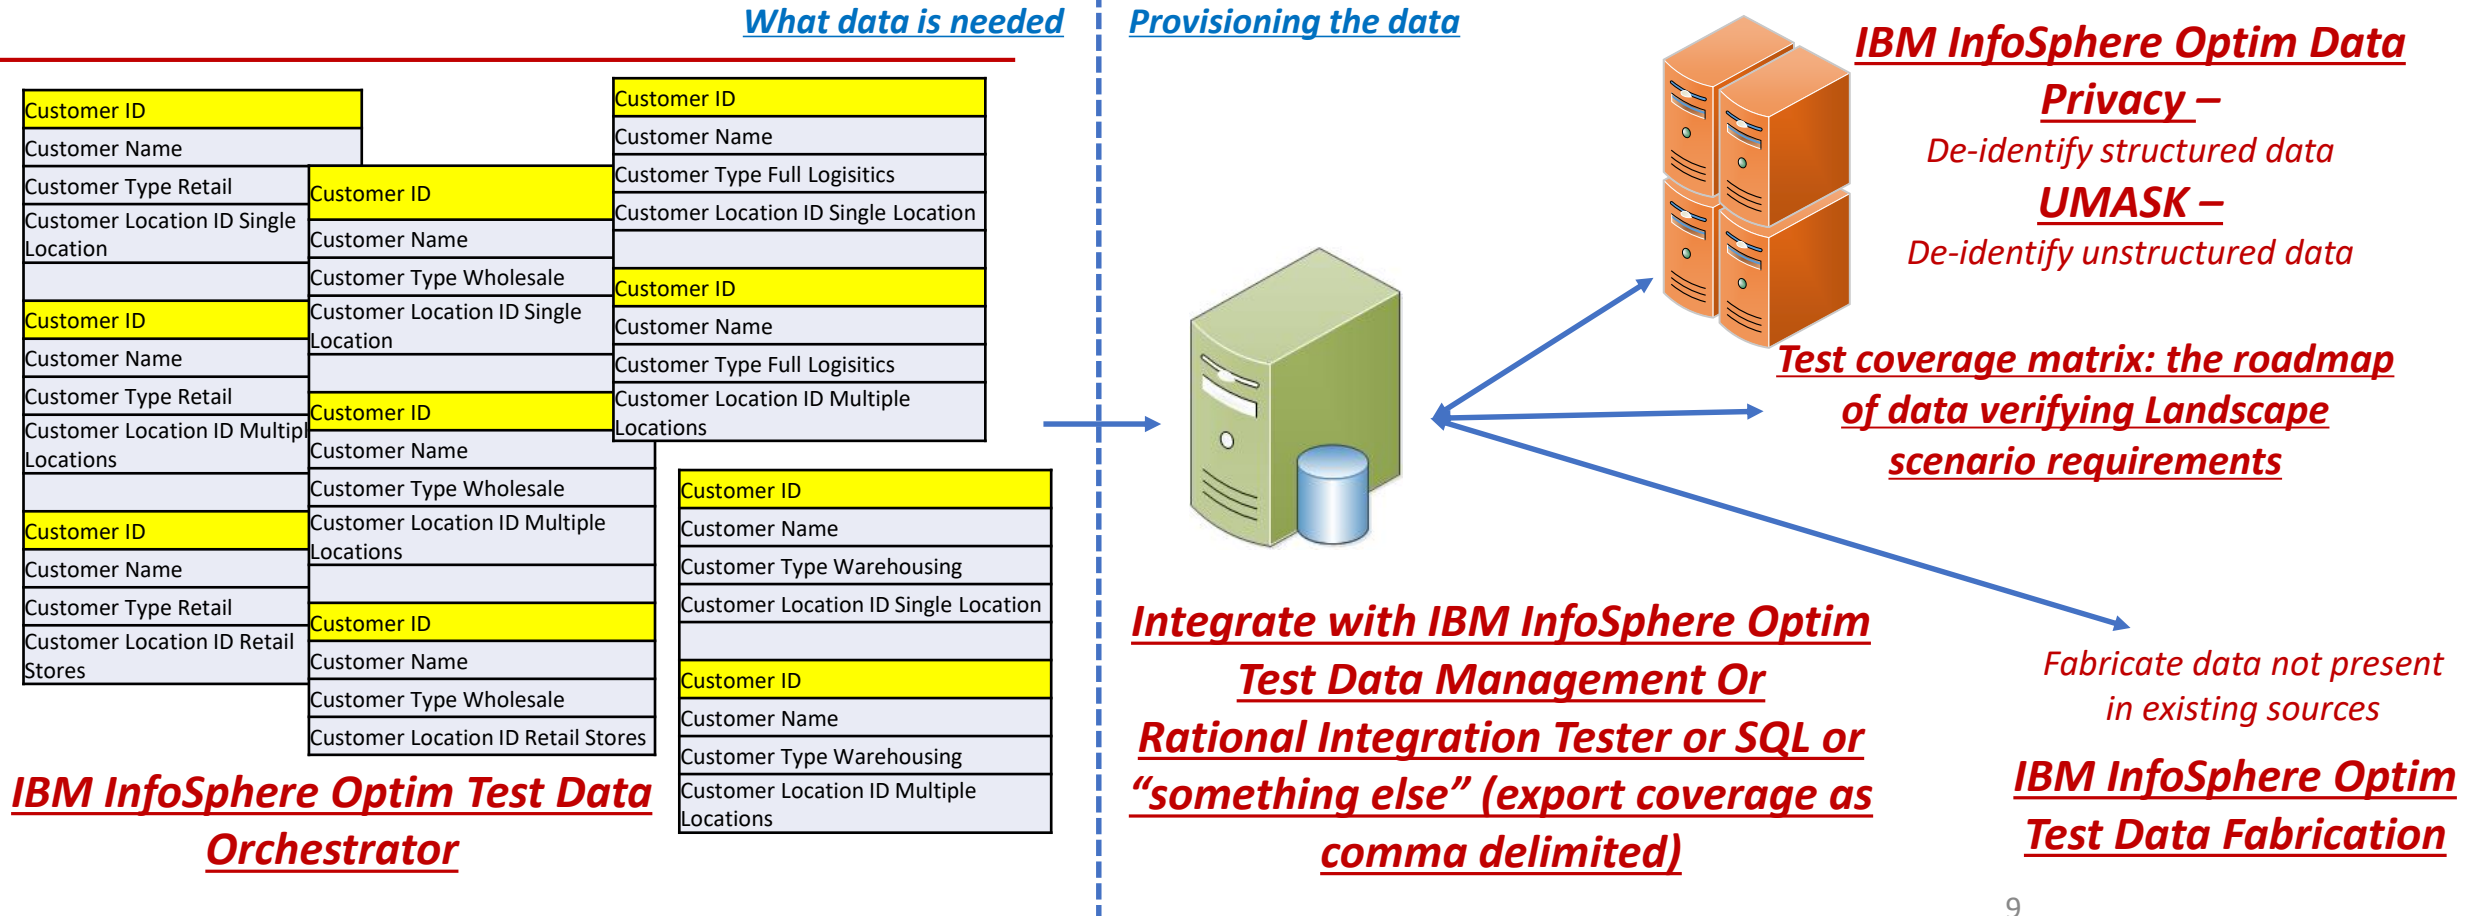 What data is needed
Provisioning the data
Customer ID
Customer Name
Customer Type Retail
Customer Location ID Single
Location
Customer ID
Customer Name
Customer Type Retail
Customer Location ID Multipl
Locations
Customer ID
Customer Name
Customer Type Retail
Customer Location ID Retail
Stores
Customer ID
Customer Name
Customer Type Wholesale
Customer Location ID Single
Location
Customer ID
Customer Name
Customer Type Wholesale
Customer Location ID Multiple
Locations
Customer ID
Customer Name
Customer Type Wholesale
Customer Location ID Retail Stores
Customer ID
Customer Name
Customer Type Full Logisitics
Customer Location ID Single Location
Customer ID
Customer Name
Customer Type Full Logisitics
Customer Location ID Multiple
Locations
Customer ID
Customer Name
Customer Type Warehousing
Customer Location ID Single Location
Customer ID
Customer Name
Customer Type Warehousing
Customer Location ID Multiple
Locations
IBM InfoSphere Optim Test Data
Orchestrator
Integrate with IBM InfoSphere Optim
Test Data Management Or
Rational Integration Tester or SQL or
“something else” (export coverage as
comma delimited)
IBM InfoSphere Optim Data
Privacy –
De-identify structured data
UMASK –
De-identify unstructured data
Test coverage matrix: the roadmap
of data verifying Landscape
scenario requirements
Fabricate data not present
in existing sources
IBM InfoSphere Optim
Test Data Fabrication
9